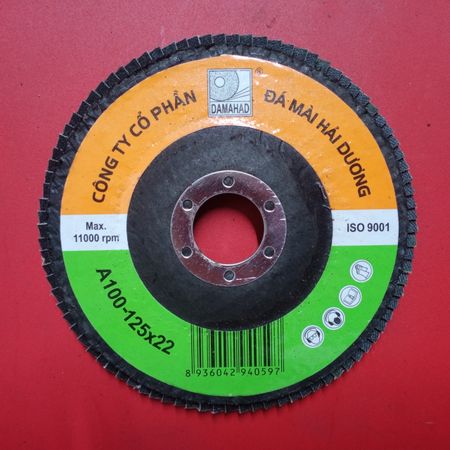 DAMAHAD
®
CÔNG TY CỔ PHẦN
ĐÁ MÀI HẢI DƯƠNG
Max.
11000 rpm
ISO 9001
A100-125x22
8 936042 940597